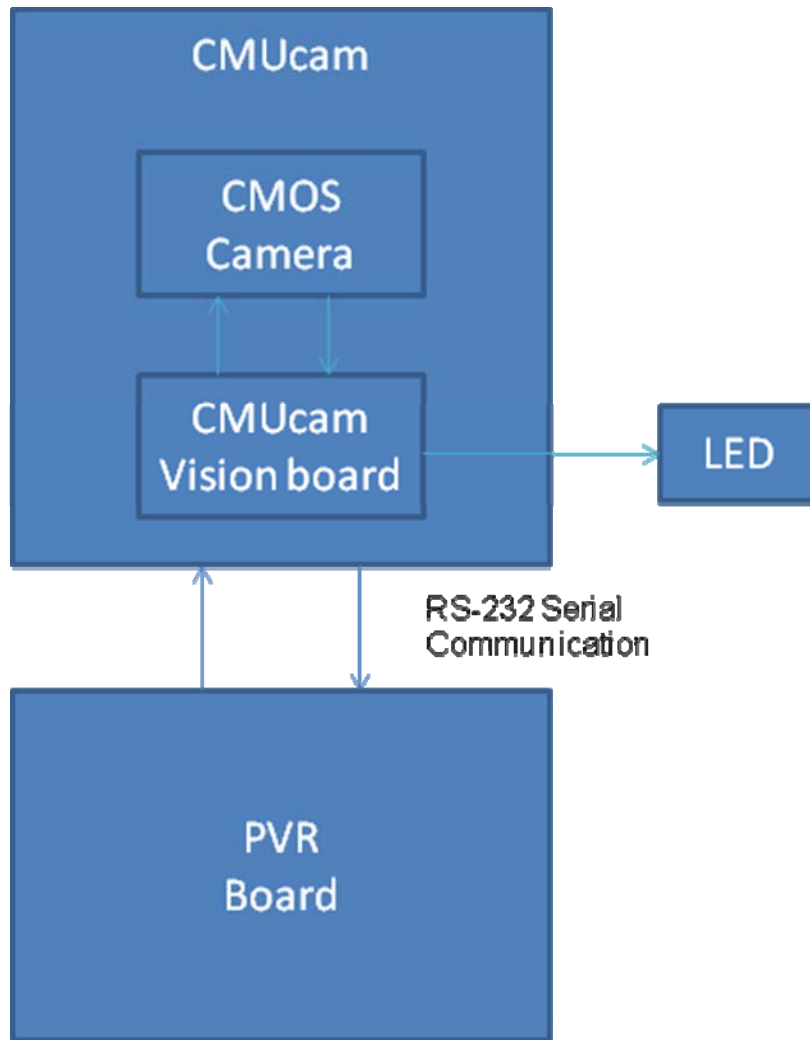 CMUcam
CMOS
Camera
CMUcam
Vision board
LED
RS-232 Serial
Communication
PVR
Board